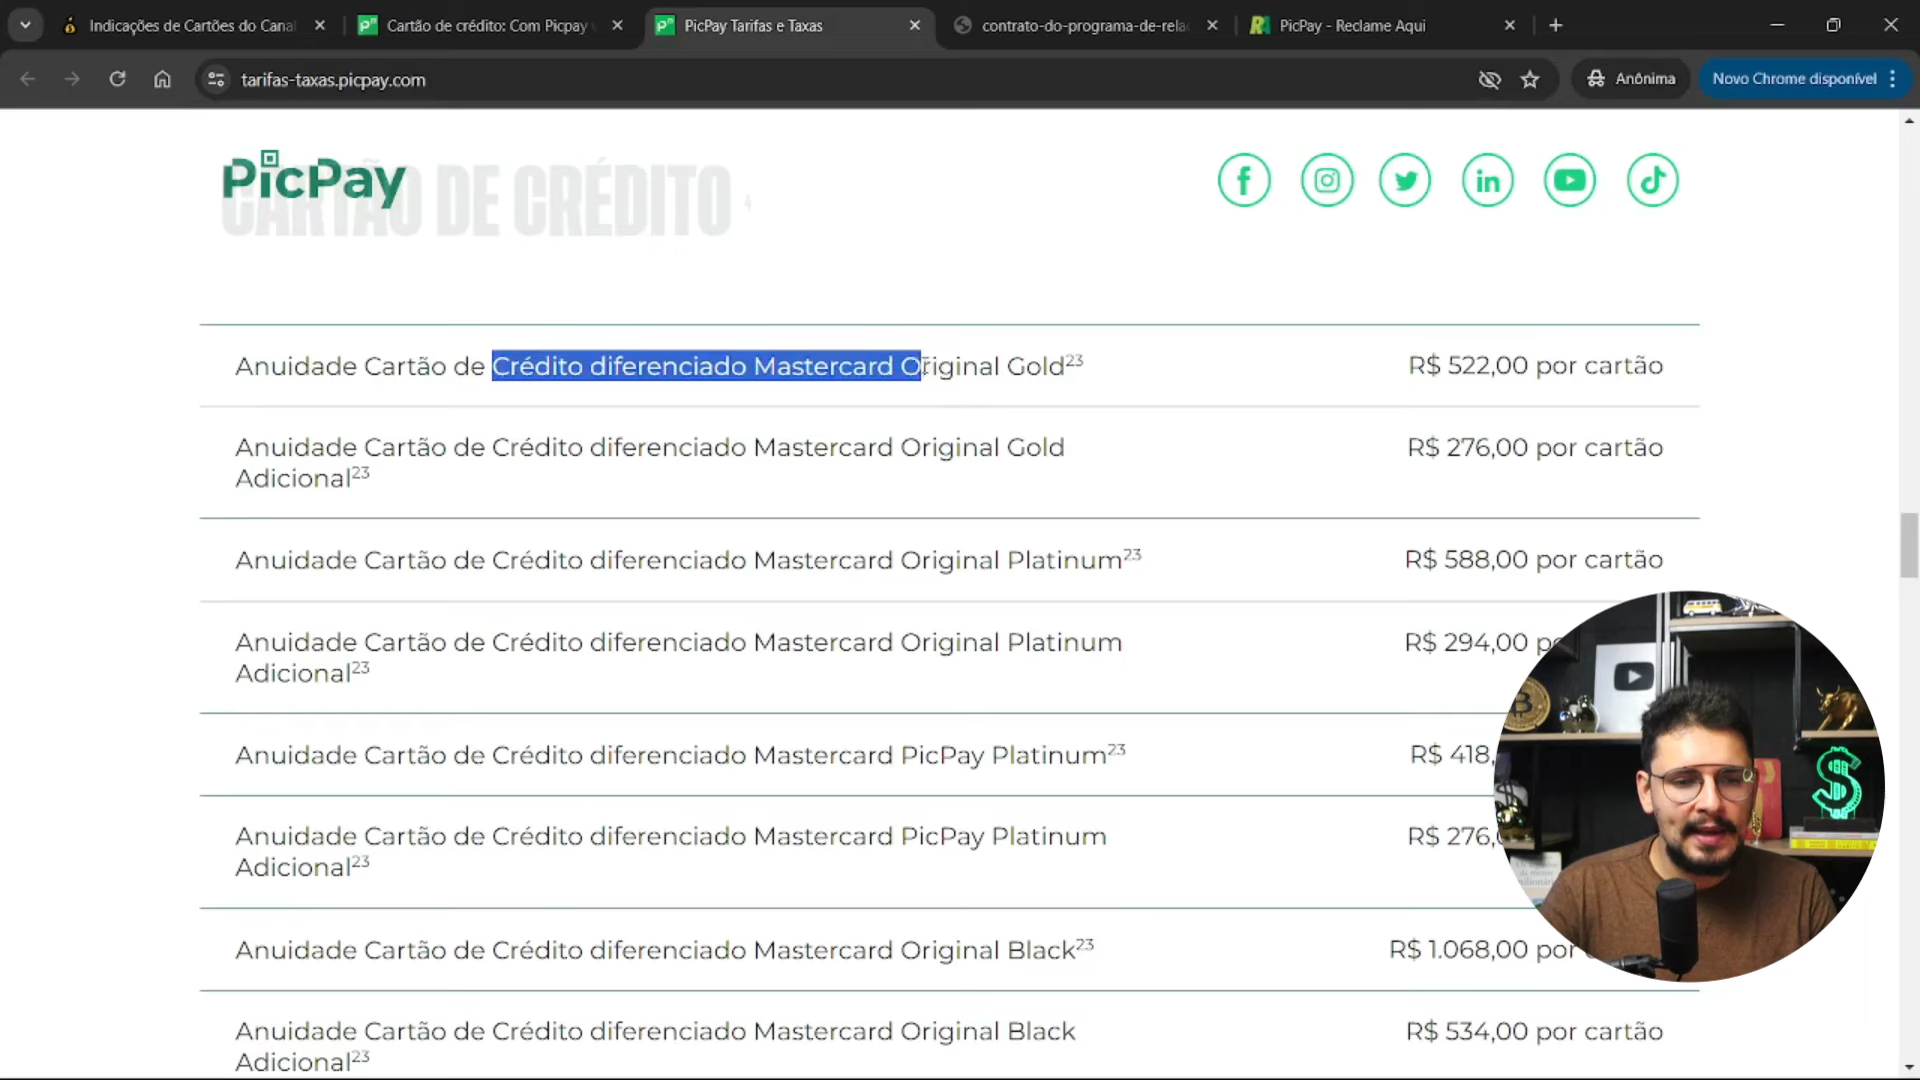 Indicações de Cartões do Canal
Cartão de crédito: Com Picpay
PicPay Tarifas e Taxas
contrato-do-programa-de-rela
PicPay - Reclame Aqui
tarifas-taxas.picpay.com
Anônima
Novo Chrome disponível
PicPay
CARTÃO DE CRÉDITO 4
Anuidade Cartão de Crédito diferenciado Mastercard Original Gold²³
R$ 522,00 por cartão
Anuidade Cartão de Crédito diferenciado Mastercard Original Gold
Adicional²³
R$ 276,00 por cartão
Anuidade Cartão de Crédito diferenciado Mastercard Original Platinum²³
R$ 588,00 por cartão
Anuidade Cartão de Crédito diferenciado Mastercard Original Platinum
Adicional²³
R$ 294,00 p
Anuidade Cartão de Crédito diferenciado Mastercard PicPay Platinum²³
R$ 418,
Anuidade Cartão de Crédito diferenciado Mastercard PicPay Platinum
Adicional²³
R$ 276,
Anuidade Cartão de Crédito diferenciado Mastercard Original Black²³
R$ 1.068,00 por
Anuidade Cartão de Crédito diferenciado Mastercard Original Black
Adicional²³
R$ 534,00 por cartão